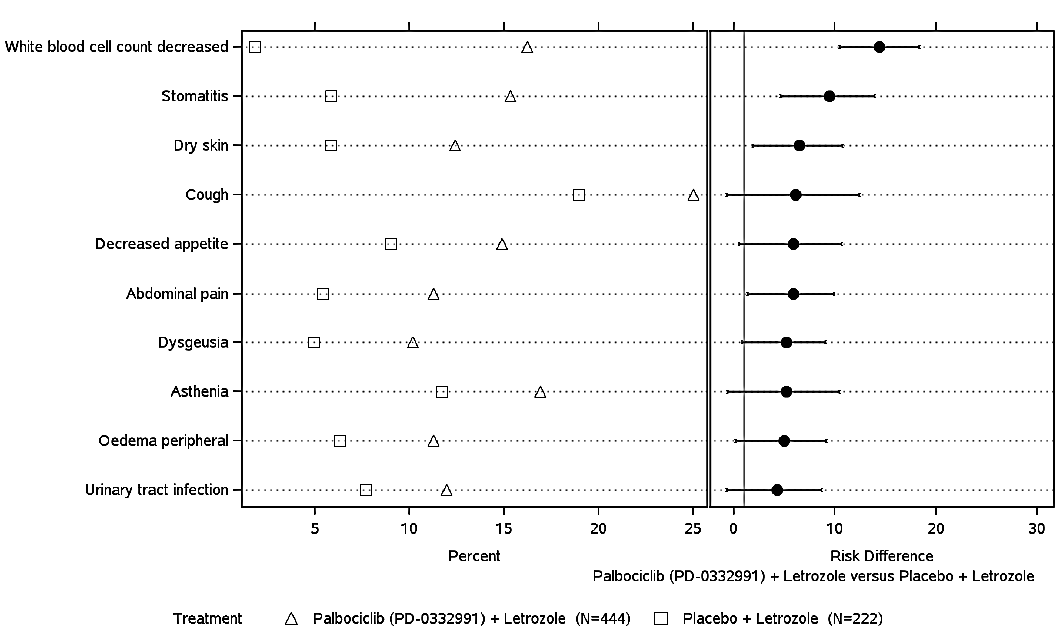 White blood cell count decreased
Stomatitis
Dry skin
Cough
Decreased appetite
Abdominal pain
Dysgeusia
Asthenia
Oedema peripheral
Urinary tract infection
5 10 15 20 25 0 10 20 30
Percent Risk Difference
Palbociclib (PD-0332991) + Letrozole versus Placebo + Letrozole
Treatment Palbociclib (PD-0332991) + Letrozole (N=444) Placebo + Letrozole (N=222)